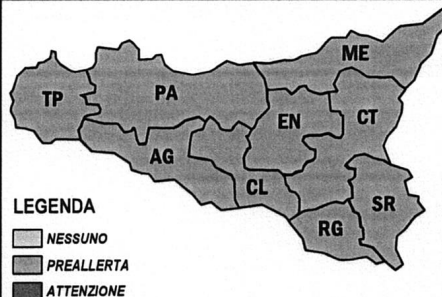 ME
TP
PA
EN
CT
AG
CL
SR
RG
LEGENDA
NESSUNO
PREALLERTA
ATTENZIONE